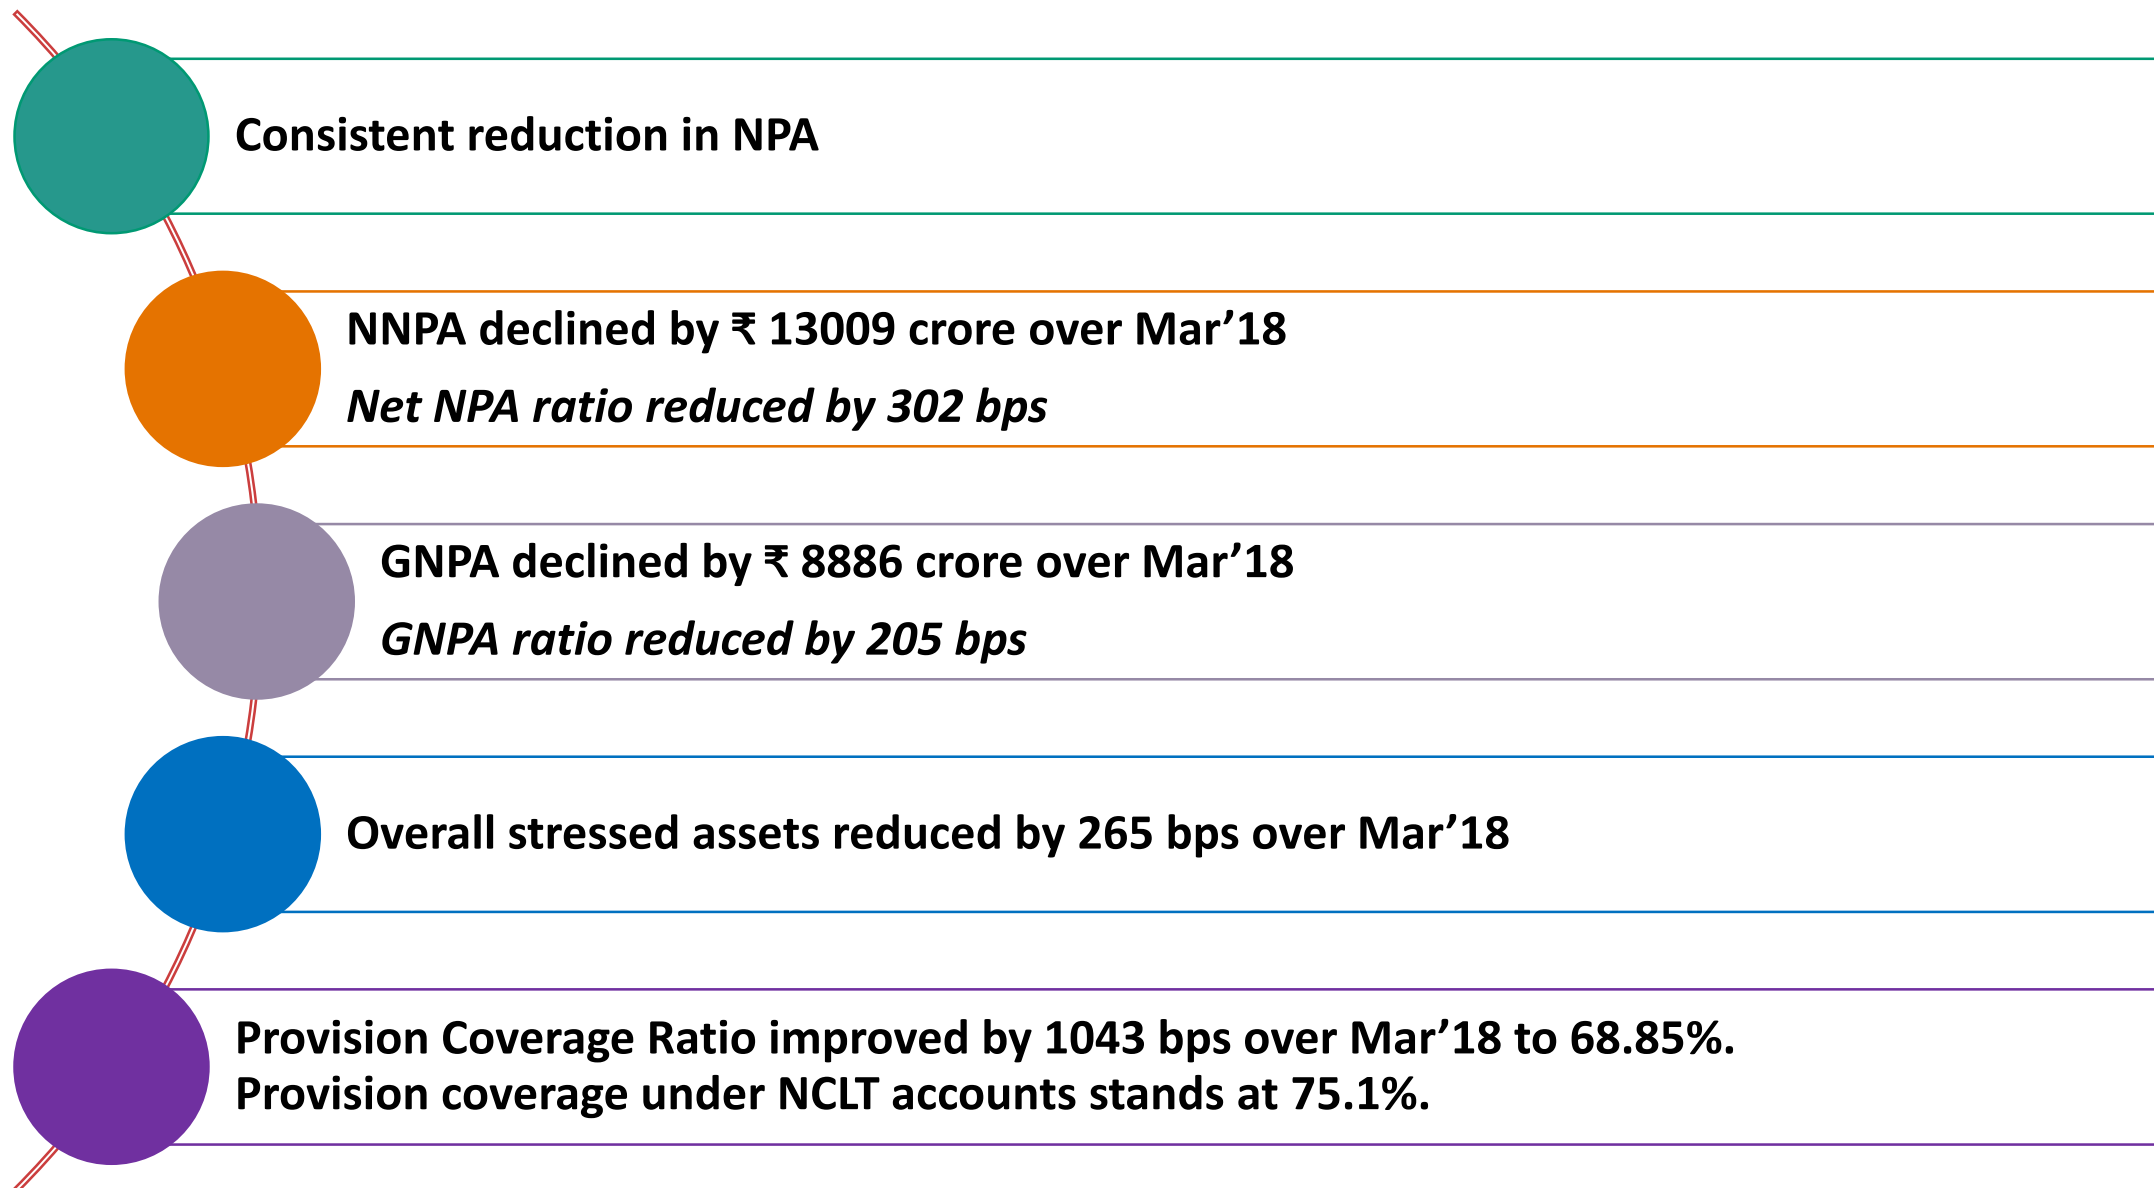 Consistent reduction in NPA
NNPA declined by ₹ 13009 crore over Mar’18
Net NPA ratio reduced by 302 bps
GNPA declined by ₹ 8886 crore over Mar’18
GNPA ratio reduced by 205 bps
Overall stressed assets reduced by 265 bps over Mar’18
Provision Coverage Ratio improved by 1043 bps over Mar’18 to 68.85%.
Provision coverage under NCLT accounts stands at 75.1%.